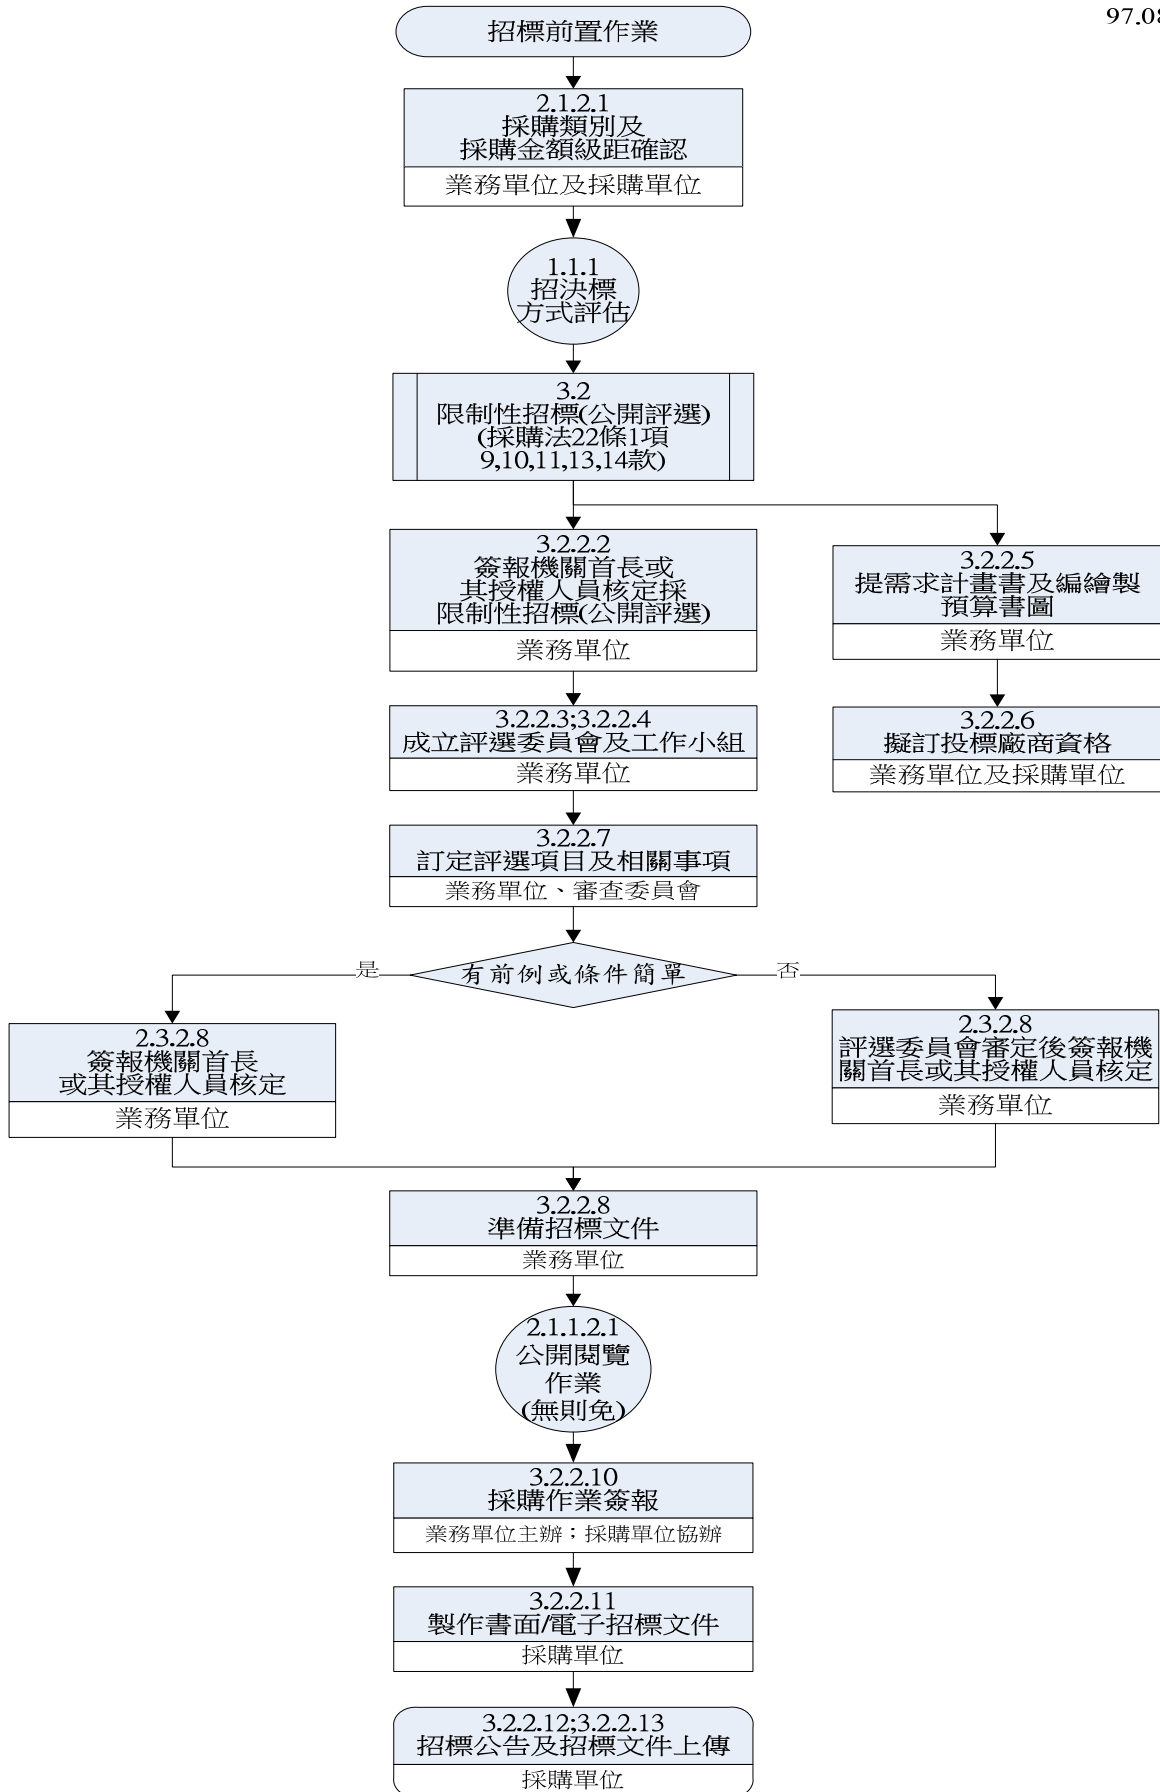 97.08
招標前置作業
2.1.2.1
採購類別及
採購金額級距確認
業務單位及採購單位
1.1.1
招決標
方式評估
3.2
限制性招標(公開評選)
(採購法22條1項
9,10,11,13,14款)
3.2.2.2
簽報機關首長或
其授權人員核定採
限制性招標(公開評選)
業務單位
3.2.2.5
提需求計畫書及編繪製
預算書圖
業務單位
3.2.2.3;3.2.2.4
成立評選委員會及工作小組
業務單位
3.2.2.6
擬訂投標廠商資格
業務單位及採購單位
3.2.2.7
訂定評選項目及相關事項
業務單位、審查委員會
有前例或條件簡單
是
否
2.3.2.8
簽報機關首長
或其授權人員核定
業務單位
2.3.2.8
評選委員會審定後簽報機
關首長或其授權人員核定
業務單位
3.2.2.8
準備招標文件
業務單位
2.1.1.2.1
公開閱覽
作業
(無則免)
3.2.2.10
採購作業簽報
業務單位主辦；採購單位協辦
3.2.2.11
製作書面/電子招標文件
採購單位
3.2.2.12;3.2.2.13
招標公告及招標文件上傳
採購單位